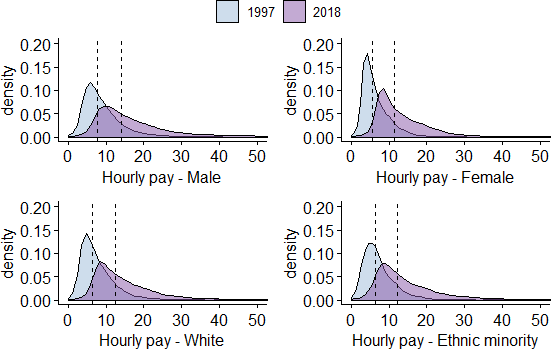 1997 2018
0.20 0.20
0.15 0.15
density 0.10 density 0.10
0.05 0.05
0.00 0.00
0 10 20 30 40 50 0 10 20 30 40 50
Hourly pay - Male Hourly pay - Female
0.20 0.20
0.15 0.15
density 0.10 density 0.10
0.05 0.05
0.00 0.00
0 10 20 30 40 50 0 10 20 30 40 50
Hourly pay - White Hourly pay - Ethnic minority